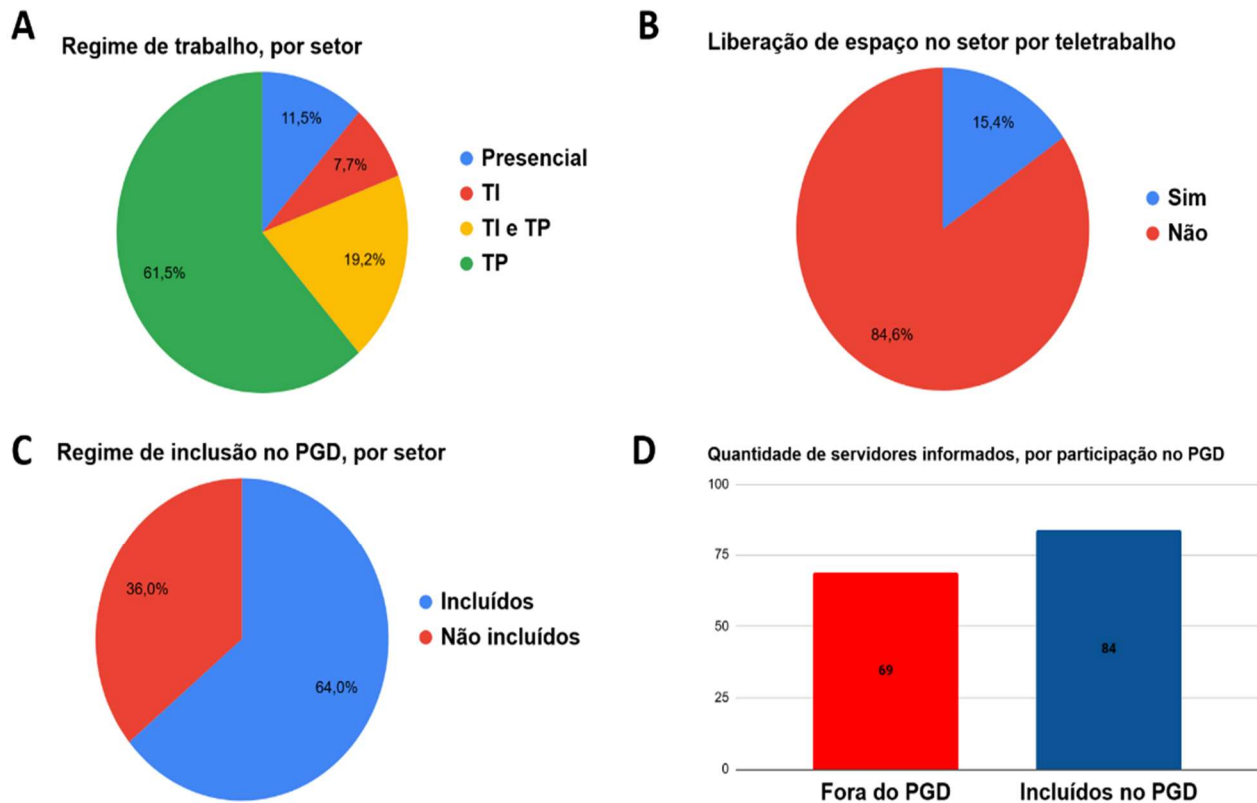 A
Regime de trabalho, por setor
11,5%
7,7%
19,2%
61,5%
Presencial
TI
TI e TP
TP
B
Liberação de espaço no setor por teletrabalho
15,4%
84,6%
Sim
Não
C
Regime de inclusão no PGD, por setor
36,0%
64,0%
Incluídos
Não incluídos
D
Quantidade de servidores informados, por participação no PGD
100
75
50
25
0
69
84
Fora do PGD
Incluídos no PGD